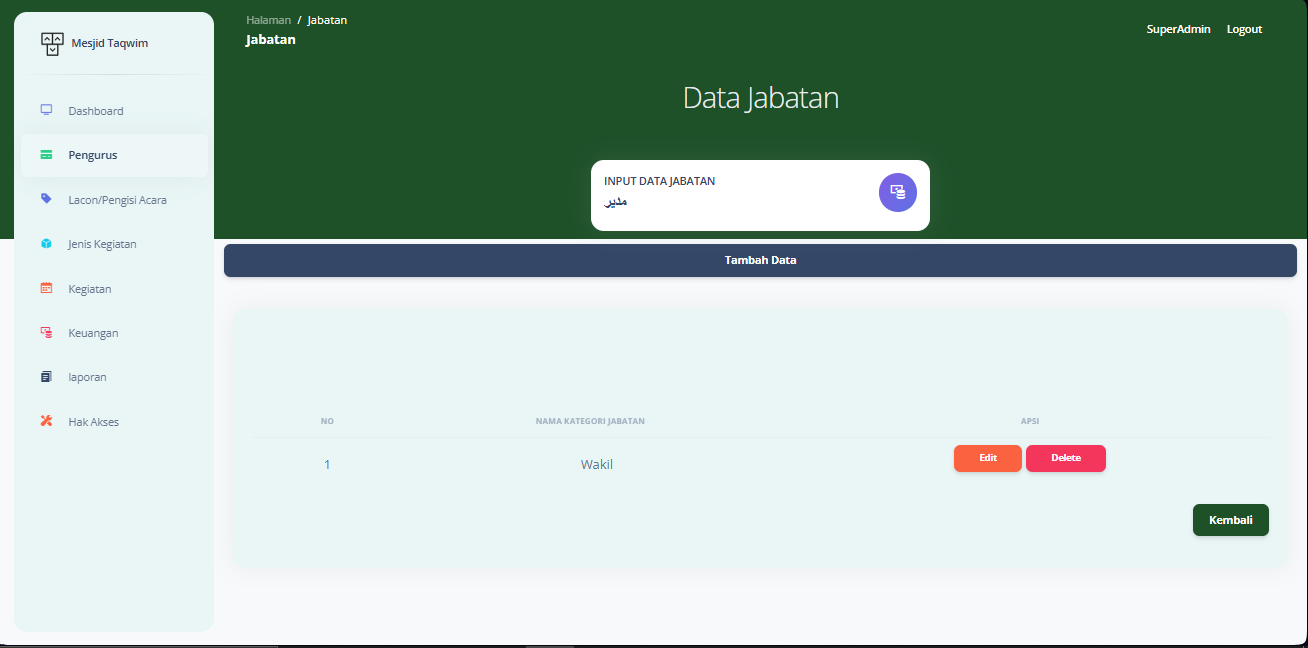 Mesjid Taqwim
Dashboard
Pengurus
Lacon/Pengisi Acara
Jenis Kegiatan
Kegiatan
Keuangan
laporan
Hak Akses
Halaman / Jabatan
Jabatan
SuperAdmin Logout
Data Jabatan
INPUT DATA JABATAN
مدير
Tambah Data
NO NAMA KATEGORI JABATAN APSI
1 Wakil Edit Delete
Kembali